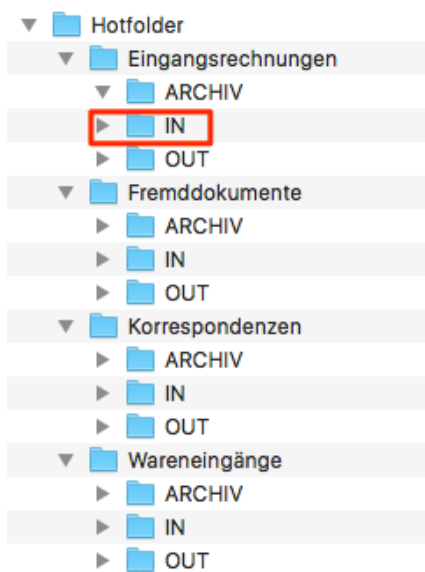 Hotfolder
Eingangsrechnungen
ARCHIV
IN
OUT
Fremddokumente
ARCHIV
IN
OUT
Korrespondenzen
ARCHIV
IN
OUT
Wareneingänge
ARCHIV
IN
OUT